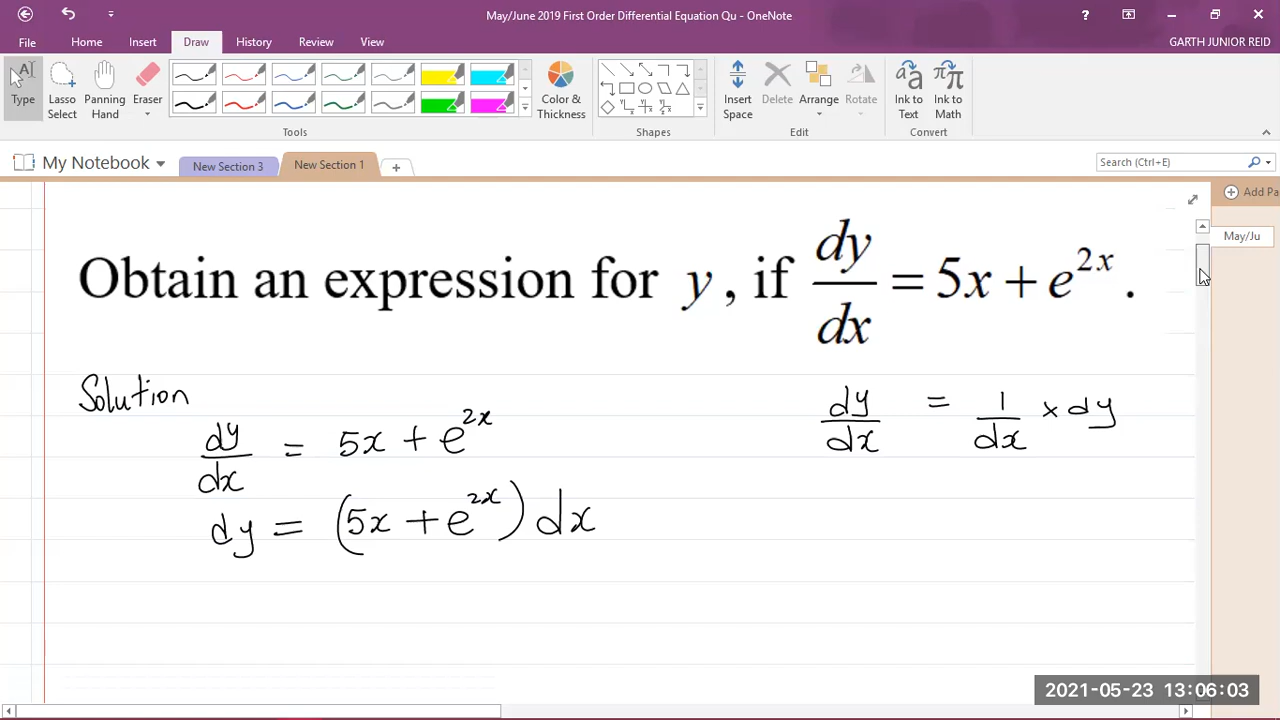 May/June 2019 First Order Differential Equation Qu - OneNote
File Home Insert Draw History Review View GARTH JUNIOR REID
Type Lasso Select Panning Hand Eraser Color & Thickness Insert Space Delete Arrange Rotate Ink to Text Ink to Math
Tools Shapes Edit Convert
My Notebook New Section 3 New Section 1 + Search (Ctrl+E)
Add Pa
May/Ju
Obtain an expression for y, if dy/dx = 5x + e^{2x}.
Solution
dy/dx = 5x + e^{2x}
dy/dx = 1/dx × dy
dy = (5x + e^{2x}) dx
2021-05-23 13:06:03